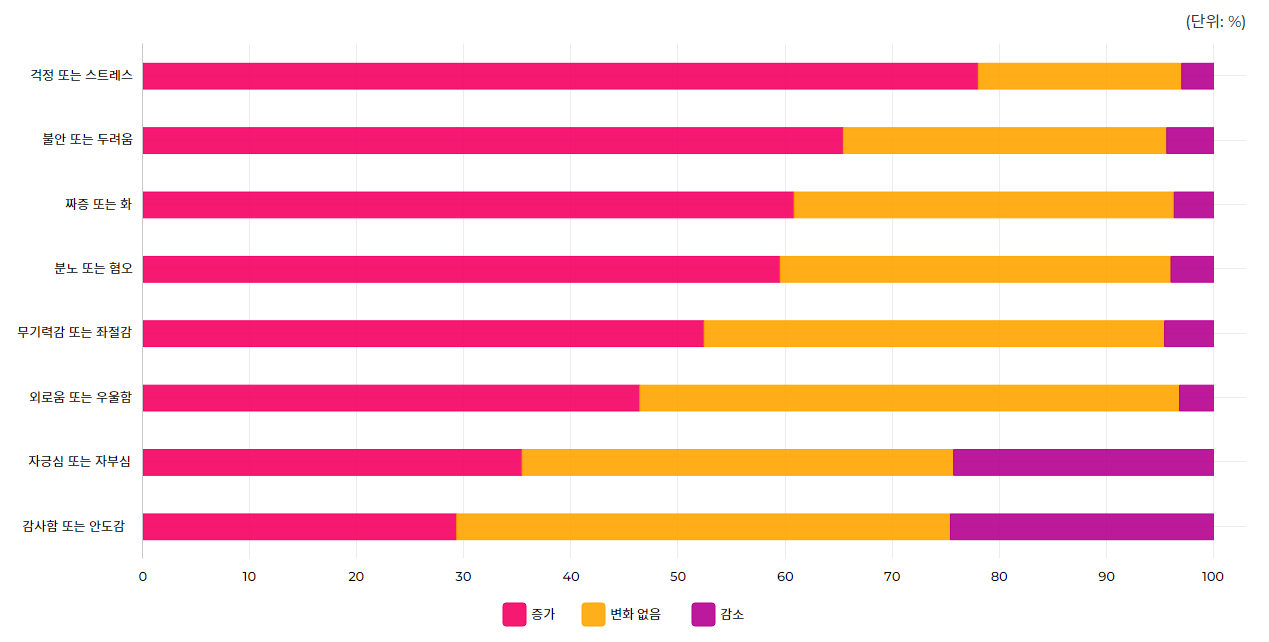 (단위: %)
걱정 또는 스트레스
불안 또는 두려움
짜증 또는 화
분노 또는 혐오
무기력감 또는 좌절감
외로움 또는 우울함
자긍심 또는 자부심
감사함 또는 안도감
0 10 20 30 40 50 60 70 80 90 100
증가 변화 없음 감소